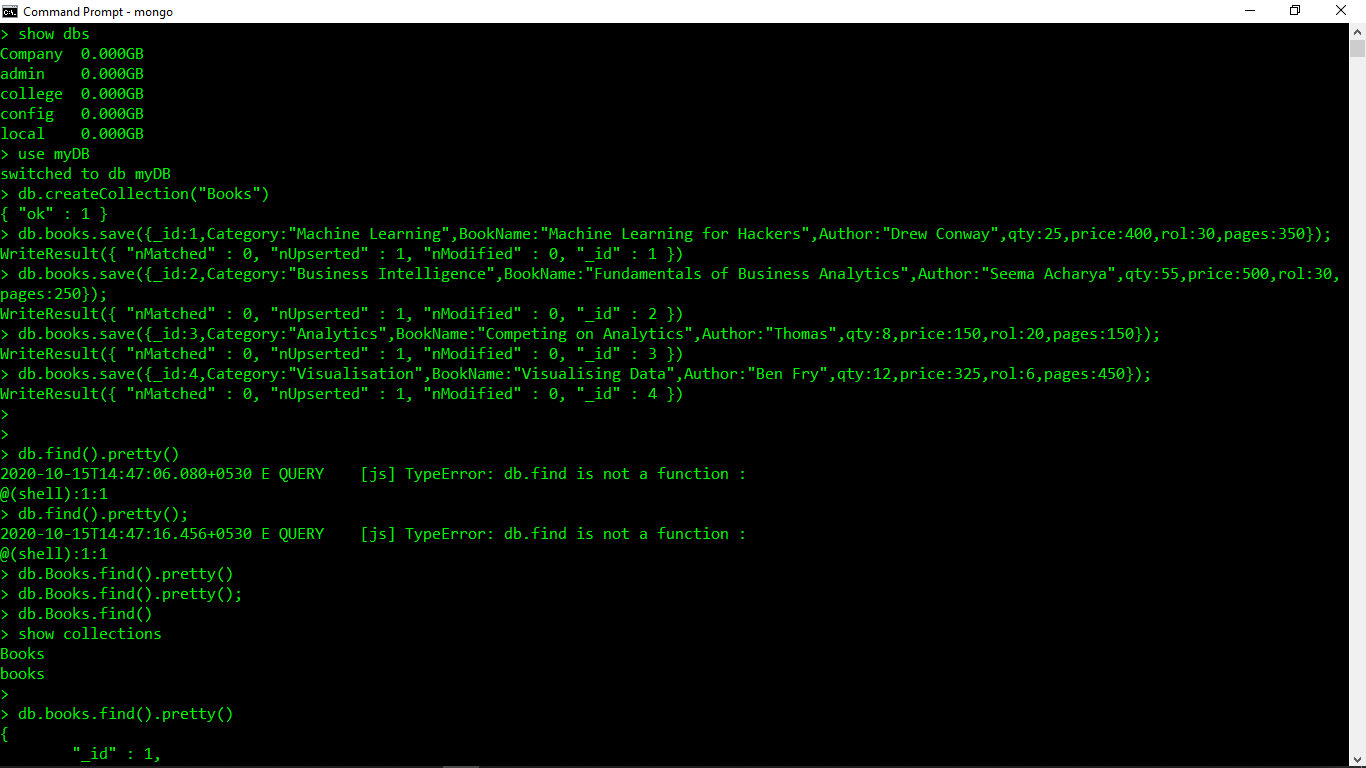 Command Prompt - mongo
> show dbs
Company  0.000GB
admin    0.000GB
college  0.000GB
config   0.000GB
local    0.000GB
> use myDB
switched to db myDB
> db.createCollection("Books")
{ "ok" : 1 }
> db.books.save({_id:1,Category:"Machine Learning",BookName:"Machine Learning for Hackers",Author:"Drew Conway",qty:25,price:400,rol:30,pages:350});
WriteResult({ "nMatched" : 0, "nUpserted" : 1, "nModified" : 0, "_id" : 1 })
> db.books.save({_id:2,Category:"Business Intelligence",BookName:"Fundamentals of Business Analytics",Author:"Seema Acharya",qty:55,price:500,rol:30,
pages:250});
WriteResult({ "nMatched" : 0, "nUpserted" : 1, "nModified" : 0, "_id" : 2 })
> db.books.save({_id:3,Category:"Analytics",BookName:"Competing on Analytics",Author:"Thomas",qty:8,price:150,rol:20,pages:150});
WriteResult({ "nMatched" : 0, "nUpserted" : 1, "nModified" : 0, "_id" : 3 })
> db.books.save({_id:4,Category:"Visualisation",BookName:"Visualising Data",Author:"Ben Fry",qty:12,price:325,rol:6,pages:450});
WriteResult({ "nMatched" : 0, "nUpserted" : 1, "nModified" : 0, "_id" : 4 })
>
>
> db.find().pretty()
2020-10-15T14:47:06.080+0530 E QUERY    [js] TypeError: db.find is not a function :
@(shell):1:1
> db.find().pretty();
2020-10-15T14:47:16.456+0530 E QUERY    [js] TypeError: db.find is not a function :
@(shell):1:1
> db.Books.find().pretty()
> db.Books.find().pretty();
> db.Books.find()
> show collections
Books
books
>
> db.books.find().pretty()
{
        "_id" : 1,